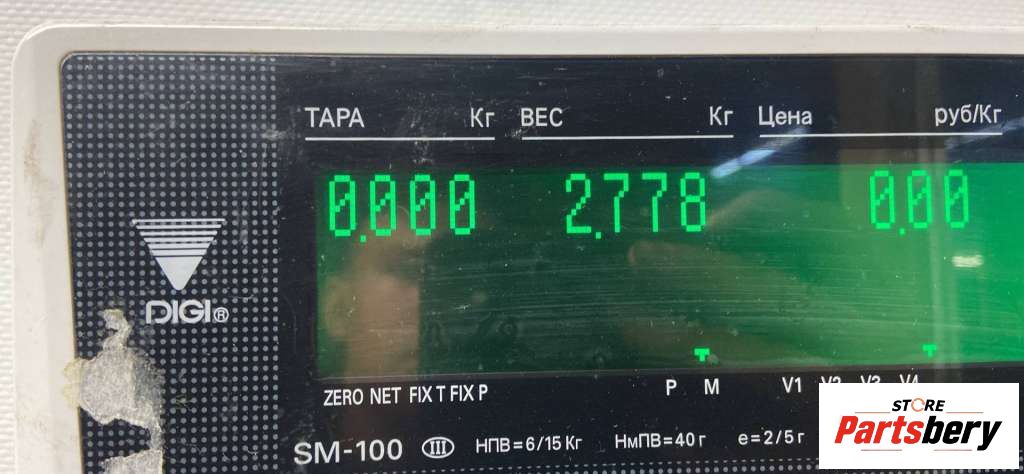 ТАРА Кг ВЕС Кг Цена руб/Кг
0.000 2.778 0.00
DIGI®
ZERO NET FIX T FIX P P M V1 V2 V3 V4
SM-100 III НПВ=6/15 Кг НмПВ=40 г e=2/5 г
STORE
Partsbery